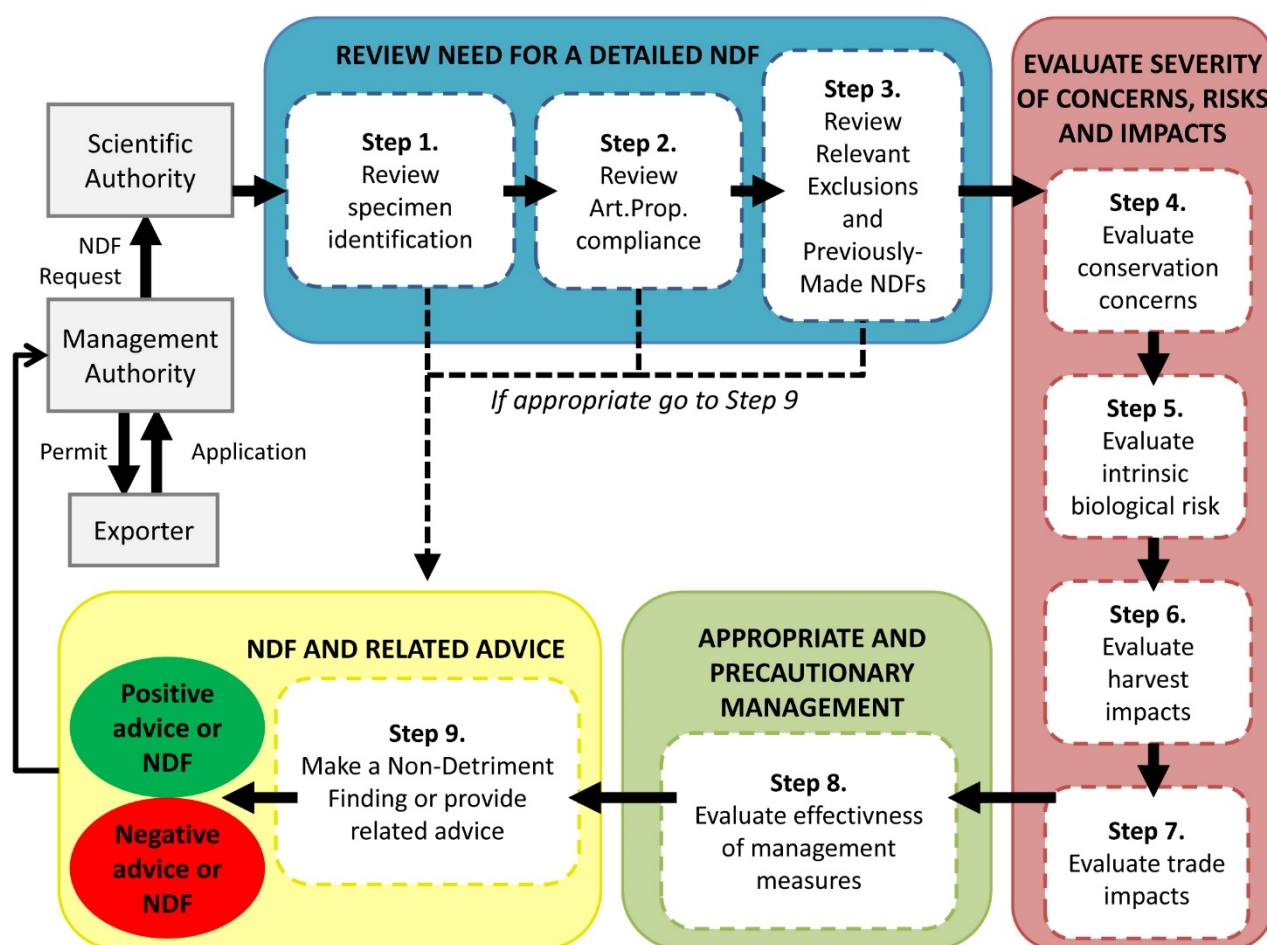 REVIEW NEED FOR A DETAILED NDF
Step 1.
Review
specimen
identification
Step 2.
Review
Art.Prop.
compliance
Step 3.
Review
Relevant
Exclusions
and
Previously-
Made NDFs
If appropriate go to Step 9
Scientific
Authority
NDF
Request
Management
Authority
Permit
Application
Exporter
EVALUATE SEVERITY
OF CONCERNS, RISKS
AND IMPACTS
Step 4.
Evaluate
conservation
concerns
Step 5.
Evaluate
intrinsic
biological risk
Step 6.
Evaluate
harvest
impacts
Step 7.
Evaluate trade
impacts
APPROPRIATE AND
PRECAUTIONARY
MANAGEMENT
Step 8.
Evaluate effectivness
of management
measures
NDF AND RELATED ADVICE
Step 9.
Make a Non-Detriment
Finding or provide
related advice
Positive
advice or
NDF
Negative
advice or
NDF